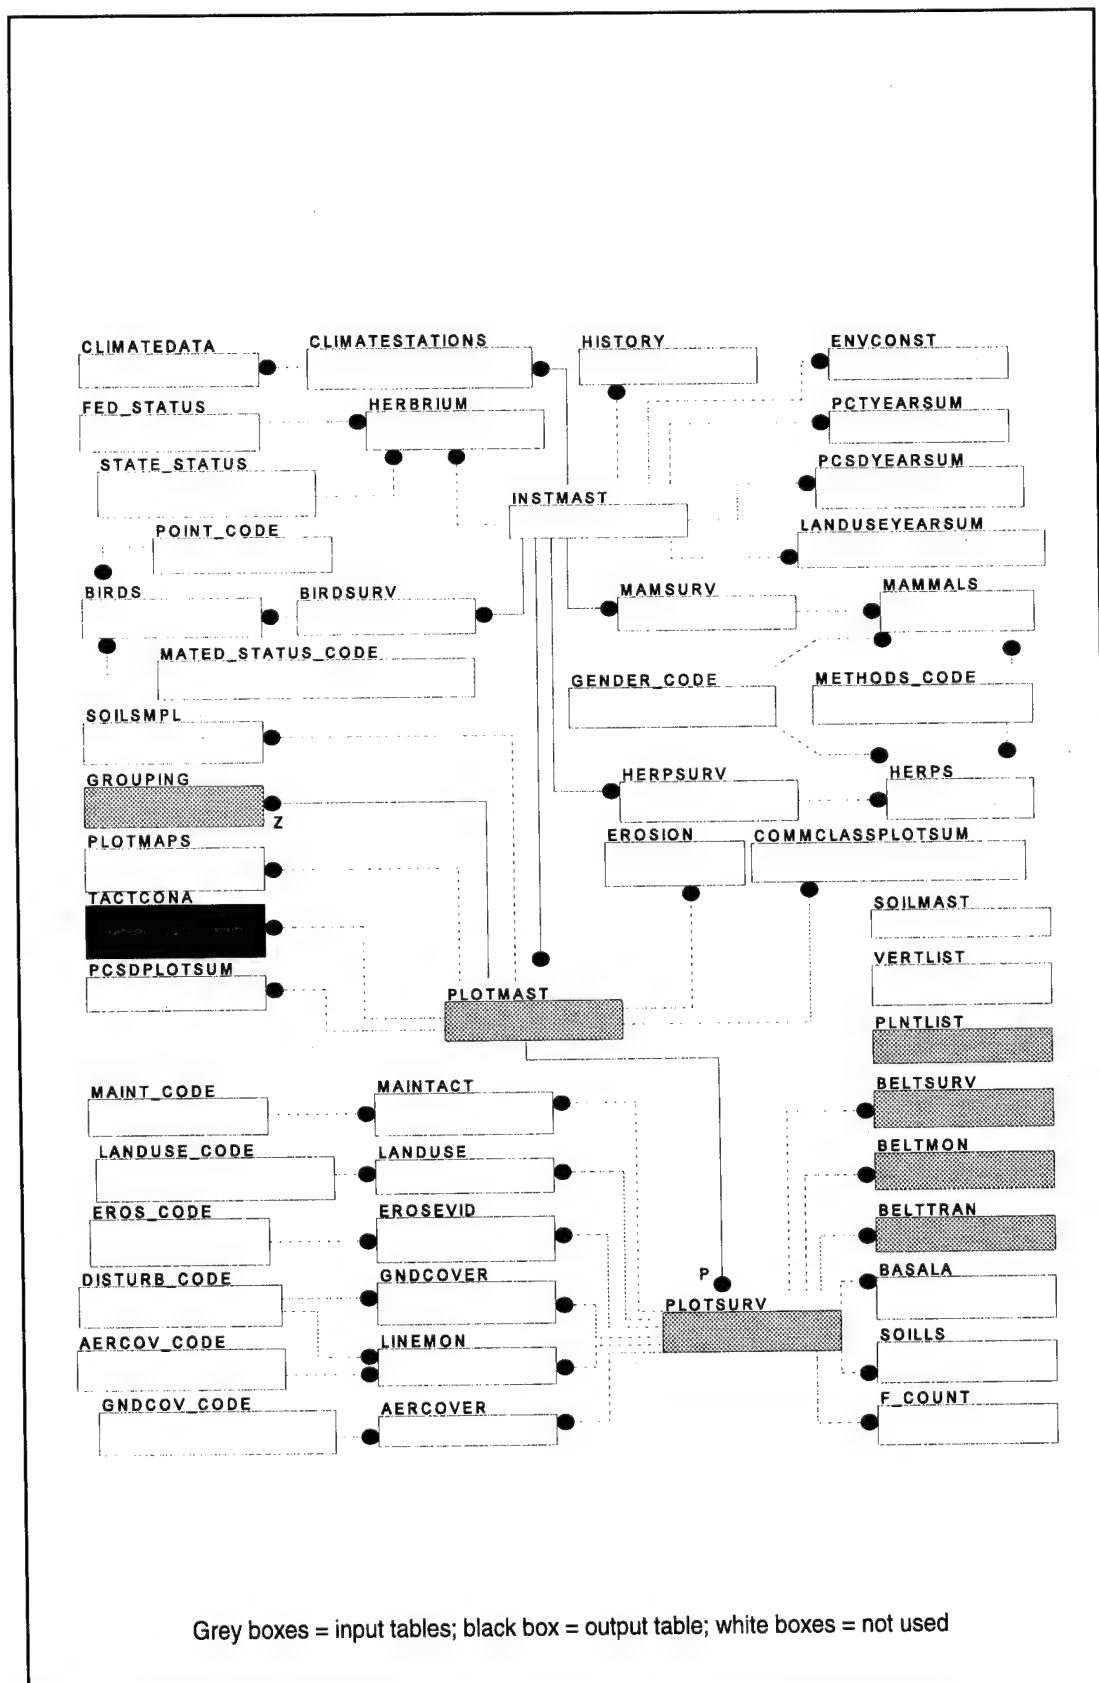 CLIMATEDATA
CLIMATESTATIONS
HISTORY
ENVCONST
FED_STATUS
HERBRIUM
PCTYEARSUM
STATE_STATUS
PCSDYEARSUM
INSTMAST
POINT_CODE
LANDUSEYEARSUM
BIRDS
BIRDSURV
MAMSURV
MAMMALS
MATED_STATUS_CODE
GENDER_CODE
METHODS_CODE
SOILSMPL
GROUPING
Z
HERPSURV
HERPS
PLOTMAPS
EROSION
COMMCLASSPLOTSUM
TACTCONA
SOILMAST
PCSDPLOTSUM
VERTLIST
PLOTMAST
PLNTLIST
MAINT_CODE
MAINTACT
BELTSURV
LANDUSE_CODE
LANDUSE
BELTMON
EROS_CODE
EROSEVID
BELTTRAN
DISTURB_CODE
GNDCOVER
P
PLOTSURV
BASALA
AERCOV_CODE
LINEMON
SOILLS
GNDCOV_CODE
AERCOVER
F_COUNT
Grey boxes = input tables; black box = output table; white boxes = not used